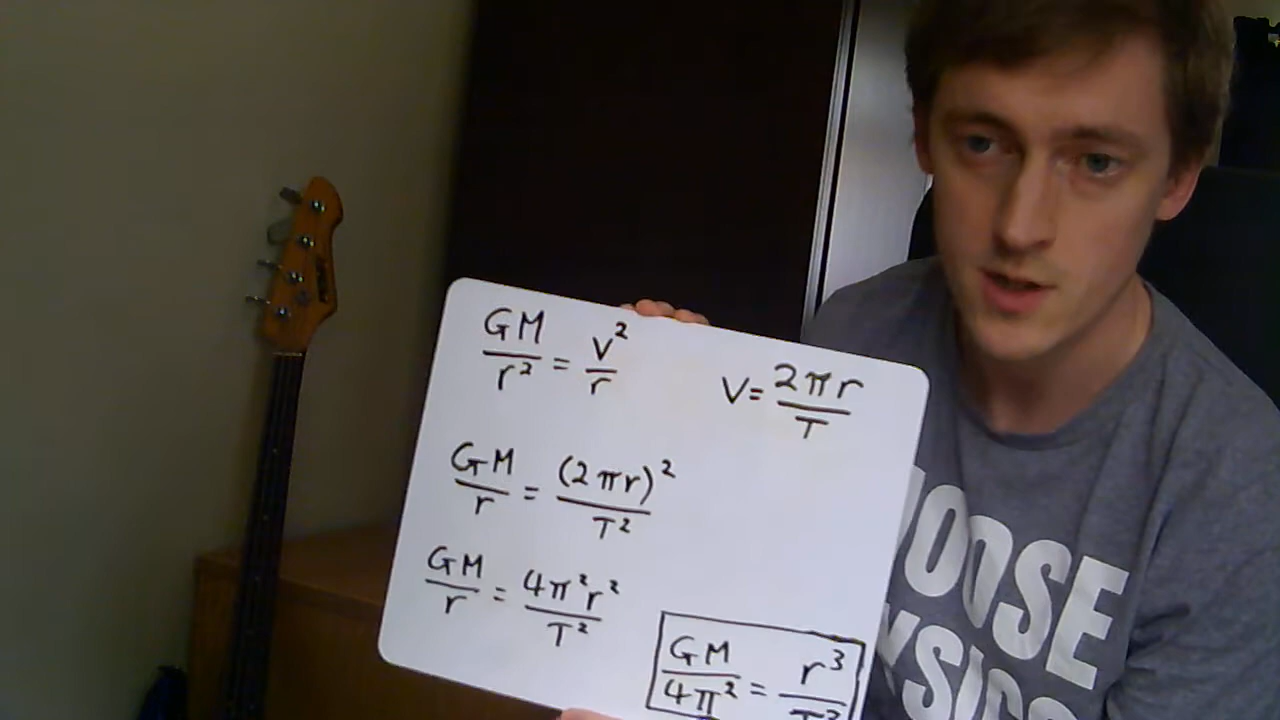 GM/r² = v²/r
V = 2πr/T
GM/r = (2πr)²/T²
GM/r = 4π²r²/T²
GM/4π² = r³/T²
OOSE
YSICS